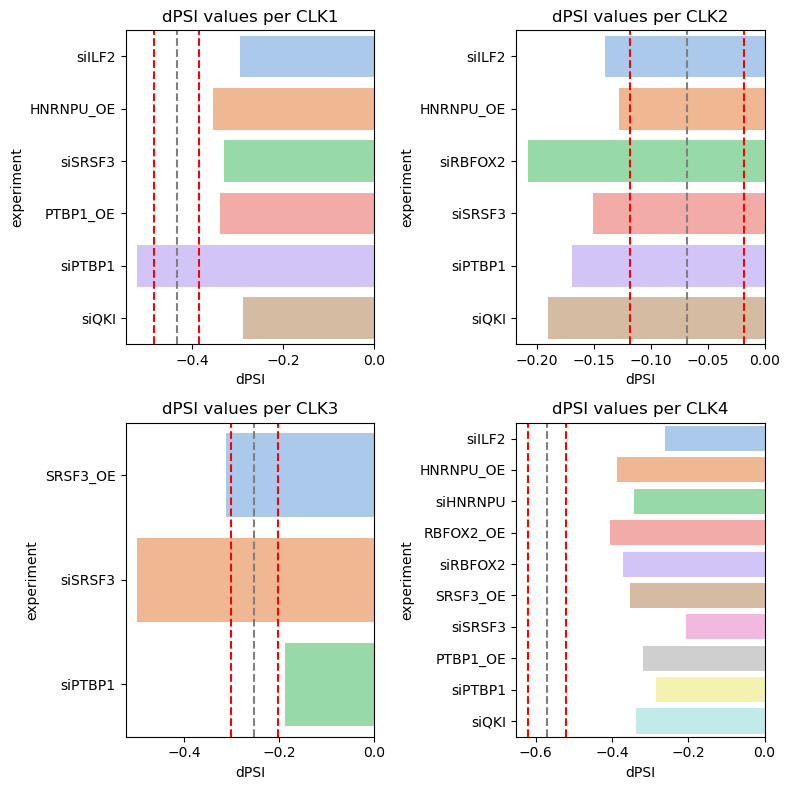 dPSI values per CLK1
experiment
siILF2
HNRNPU_OE
siSRSF3
PTBP1_OE
siPTBP1
siQKI
−0.4
−0.2
0.0
dPSI
dPSI values per CLK2
experiment
siILF2
HNRNPU_OE
siRBFOX2
siSRSF3
siPTBP1
siQKI
−0.20
−0.15
−0.10
−0.05
0.00
dPSI
dPSI values per CLK3
experiment
SRSF3_OE
siSRSF3
siPTBP1
−0.4
−0.2
0.0
dPSI
dPSI values per CLK4
experiment
siILF2
HNRNPU_OE
siHNRNPU
RBFOX2_OE
siRBFOX2
SRSF3_OE
siSRSF3
PTBP1_OE
siPTBP1
siQKI
−0.6
−0.4
−0.2
0.0
dPSI